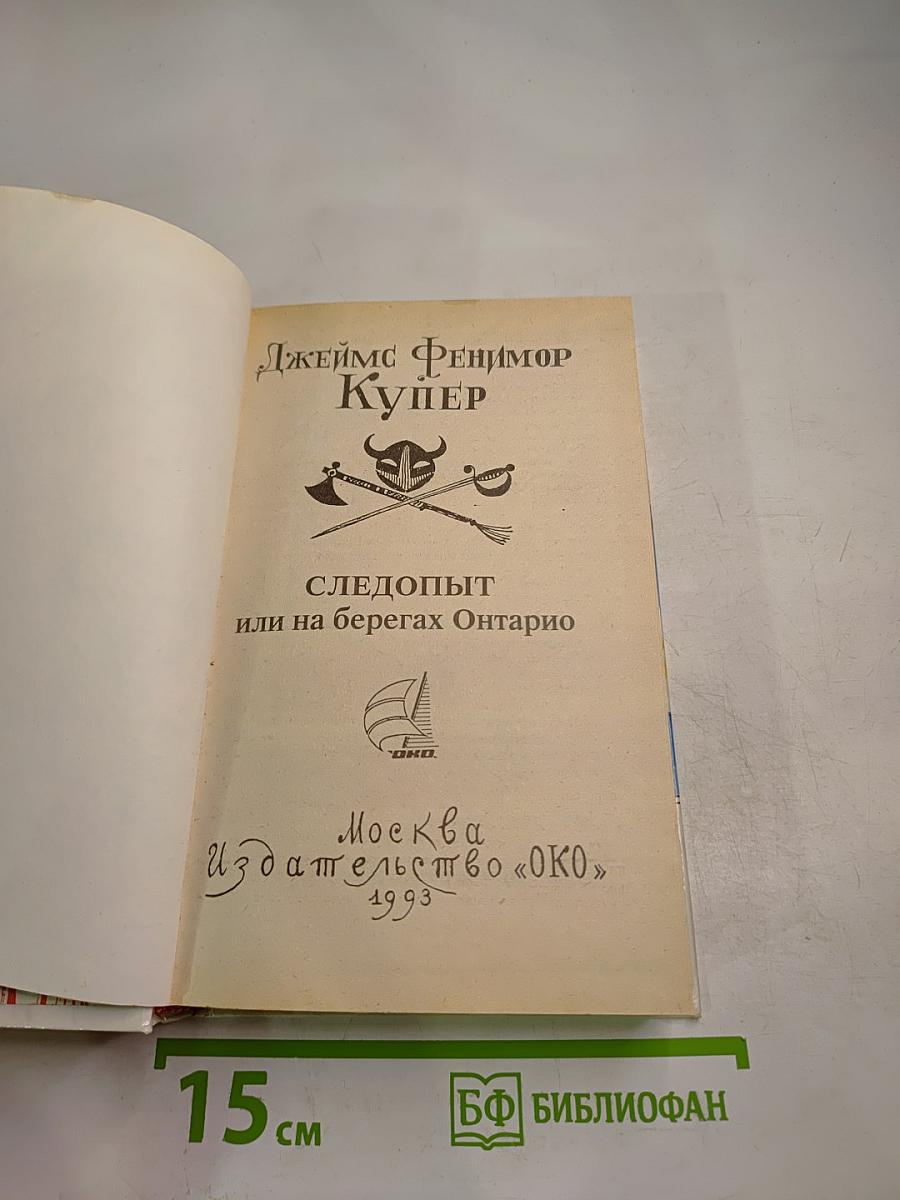 Джеймс Фенимор
Купер
СЛЕДОПЫТ
или на берегах Онтарио
ОКО
Москва
Издательство «ОКО»
1993
15 см
БФ БИБЛИОФАН